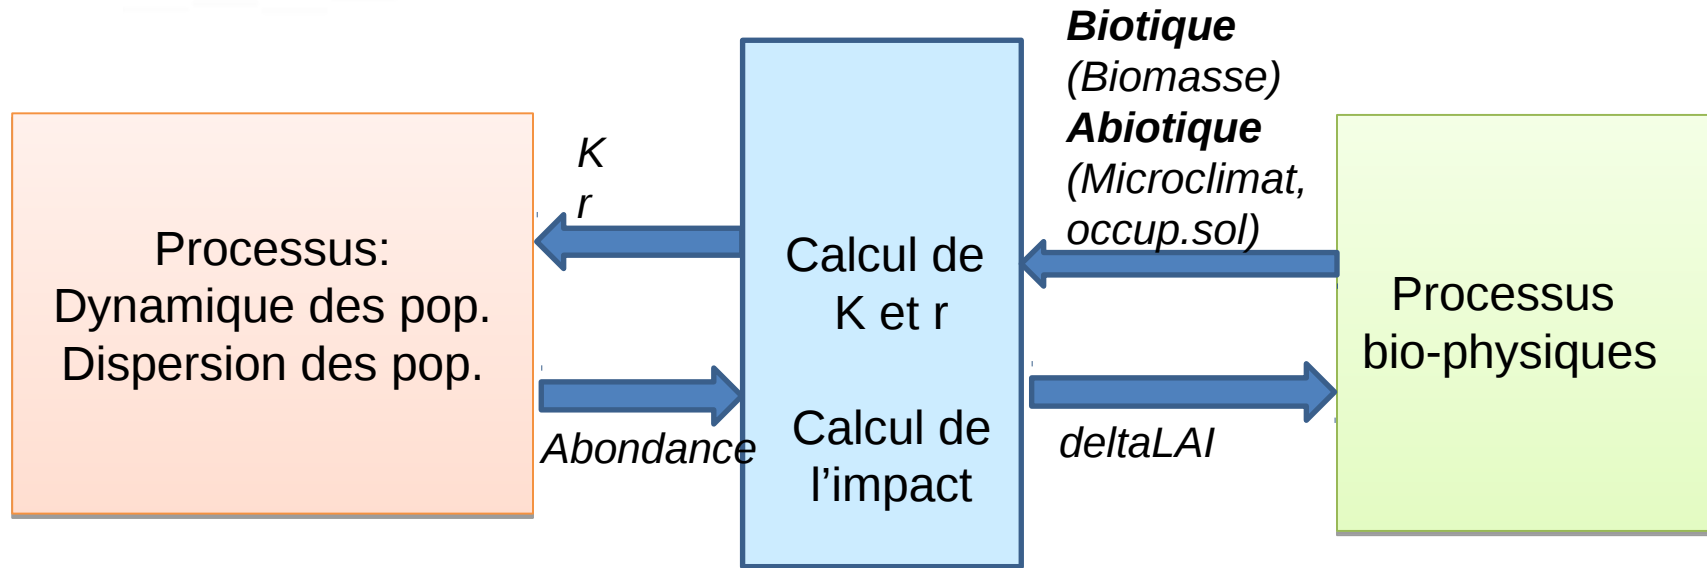 Processus:
Dynamique des pop.
Dispersion des pop.
K
r
Abondance
Calcul de
K et r
Calcul de
l'impact
Biotique
(Biomasse)
Abiotique
(Microclimat,
occup.sol)
deltaLAI
Processus
bio-physiques